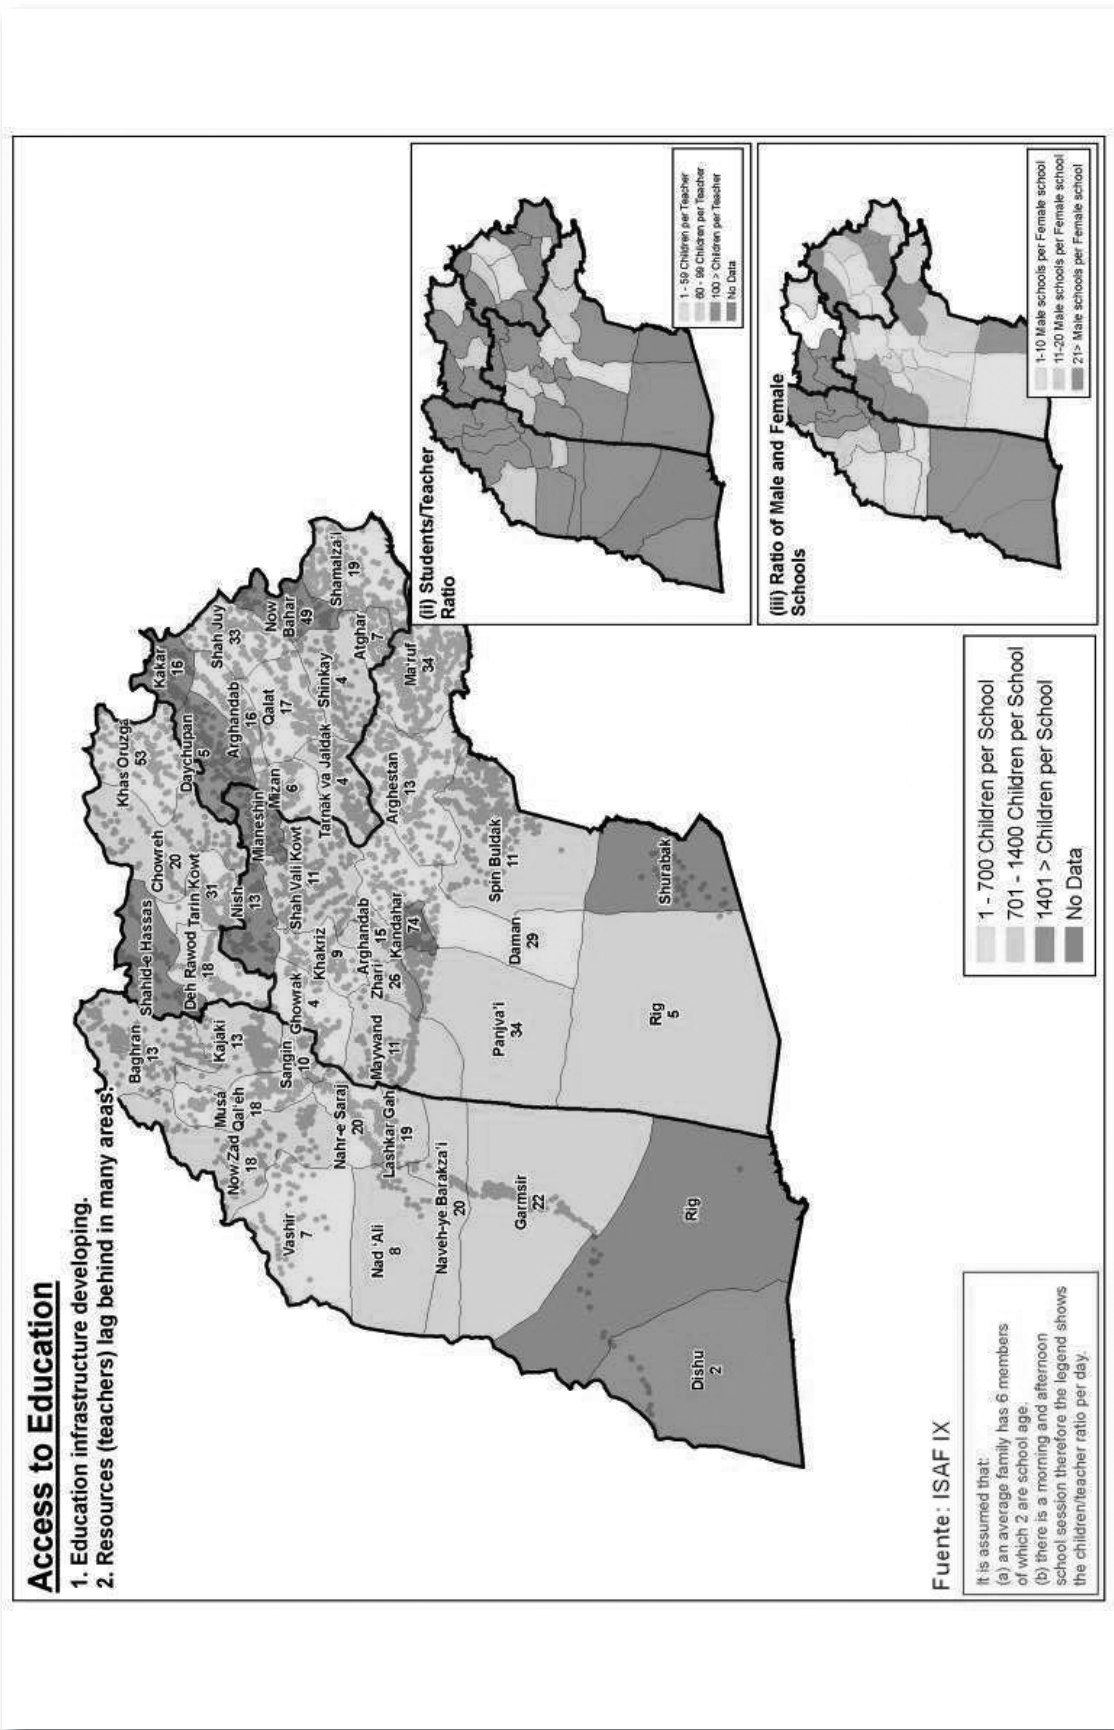 Access to Education
1. Education infrastructure developing.
2. Resources (teachers) lag behind in many areas.
Khas Oruzga
53
Kakar
16
Shah Juy
33
Now
Bahar
49
Shamalza'i
19
Daychupan
5
Arghandab
16
Qalat
17
Shinkay
4
Atghar
7
Mizan
6
Tarnak va Jaldak
4
Ma'ruf
34
Arghestan
13
Mianeshin
Shahid-e Hassas
Chowreh
20
Tarin Kowt
31
Deh Rawod
18
Nish
13
Shah Vali Kowt
11
Khakriz
9
Ghowrak
4
Arghandab
15
Zhari
26
Kandahar
74
Maywand
11
Spin Buldak
11
Daman
29
Panjva'i
34
Shurabak
Rig
5
Baghran
13
Kajaki
13
Musa
Qal'eh
18
Now Zad
18
Sangin
10
Nahr-e Saraj
20
Lashkar Gah
19
Vashir
7
Nad 'Ali
8
Naveh-ye Barakza'i
20
Garmsir
22
Rig
Dishu
2
(ii) Students/Teacher
Ratio
1 - 59 Children per Teacher
60 - 99 Children per Teacher
100 > Children per Teacher
No Data
(iii) Ratio of Male and Female
Schools
1-10 Male schools per Female school
11-20 Male schools per Female school
21> Male schools per Female school
1 - 700 Children per School
701 - 1400 Children per School
1401 > Children per School
No Data
Fuente: ISAF IX
It is assumed that:
(a) an average family has 6 members
of which 2 are school age.
(b) there is a morning and afternoon
school session therefore the legend shows
the children/teacher ratio per day.